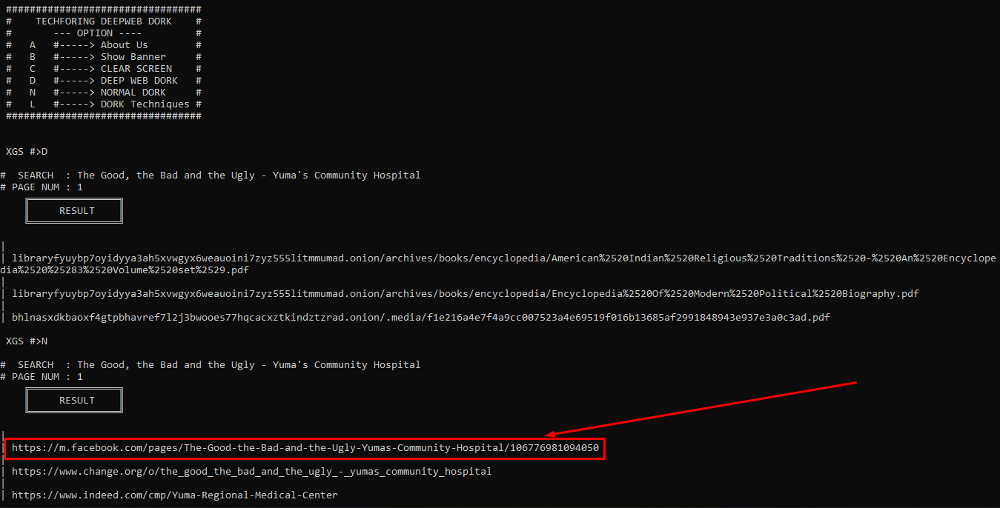 #################################
#    TECHFORING DEEPWEB DORK    #
#       --- OPTION ----         #
#   A   #-----> About Us        #
#   B   #-----> Show Banner     #
#   C   #-----> CLEAR SCREEN    #
#   D   #-----> DEEP WEB DORK   #
#   N   #-----> NORMAL DORK     #
#   L   #-----> DORK Techniques #
#################################
XGS #>D
#  SEARCH  : The Good, the Bad and the Ugly - Yuma's Community Hospital
# PAGE NUM : 1
RESULT
|
| libraryfyuybp7oyidyya3ah5xvwgyx6weauoini7zyz555litmmumad.onion/archives/books/encyclopedia/American%2520Indian%2520Religious%2520Traditions%2520-%2520An%2520Encyclope
dia%2520%25283%2520Volume%2520set%2529.pdf
|
| libraryfyuybp7oyidyya3ah5xvwgyx6weauoini7zyz555litmmumad.onion/archives/books/encyclopedia/Encyclopedia%2520Of%2520Modern%2520Political%2520Biography.pdf
|
| bhlnasxdkbaoxf4gtpbhavref7l2j3bwooes77hqcacxztkindztzrad.onion/.media/f1e216a4e7f4a9cc007523a4e69519f016b13685af2991848943e937e3a0c3ad.pdf
XGS #>N
#  SEARCH  : The Good, the Bad and the Ugly - Yuma's Community Hospital
# PAGE NUM : 1
RESULT
|
| https://m.facebook.com/pages/The-Good-the-Bad-and-the-Ugly-Yumas-Community-Hospital/106776981094050
|
| https://www.change.org/o/the_good_the_bad_and_the_ugly_-_yumas_community_hospital
|
| https://www.indeed.com/cmp/Yuma-Regional-Medical-Center